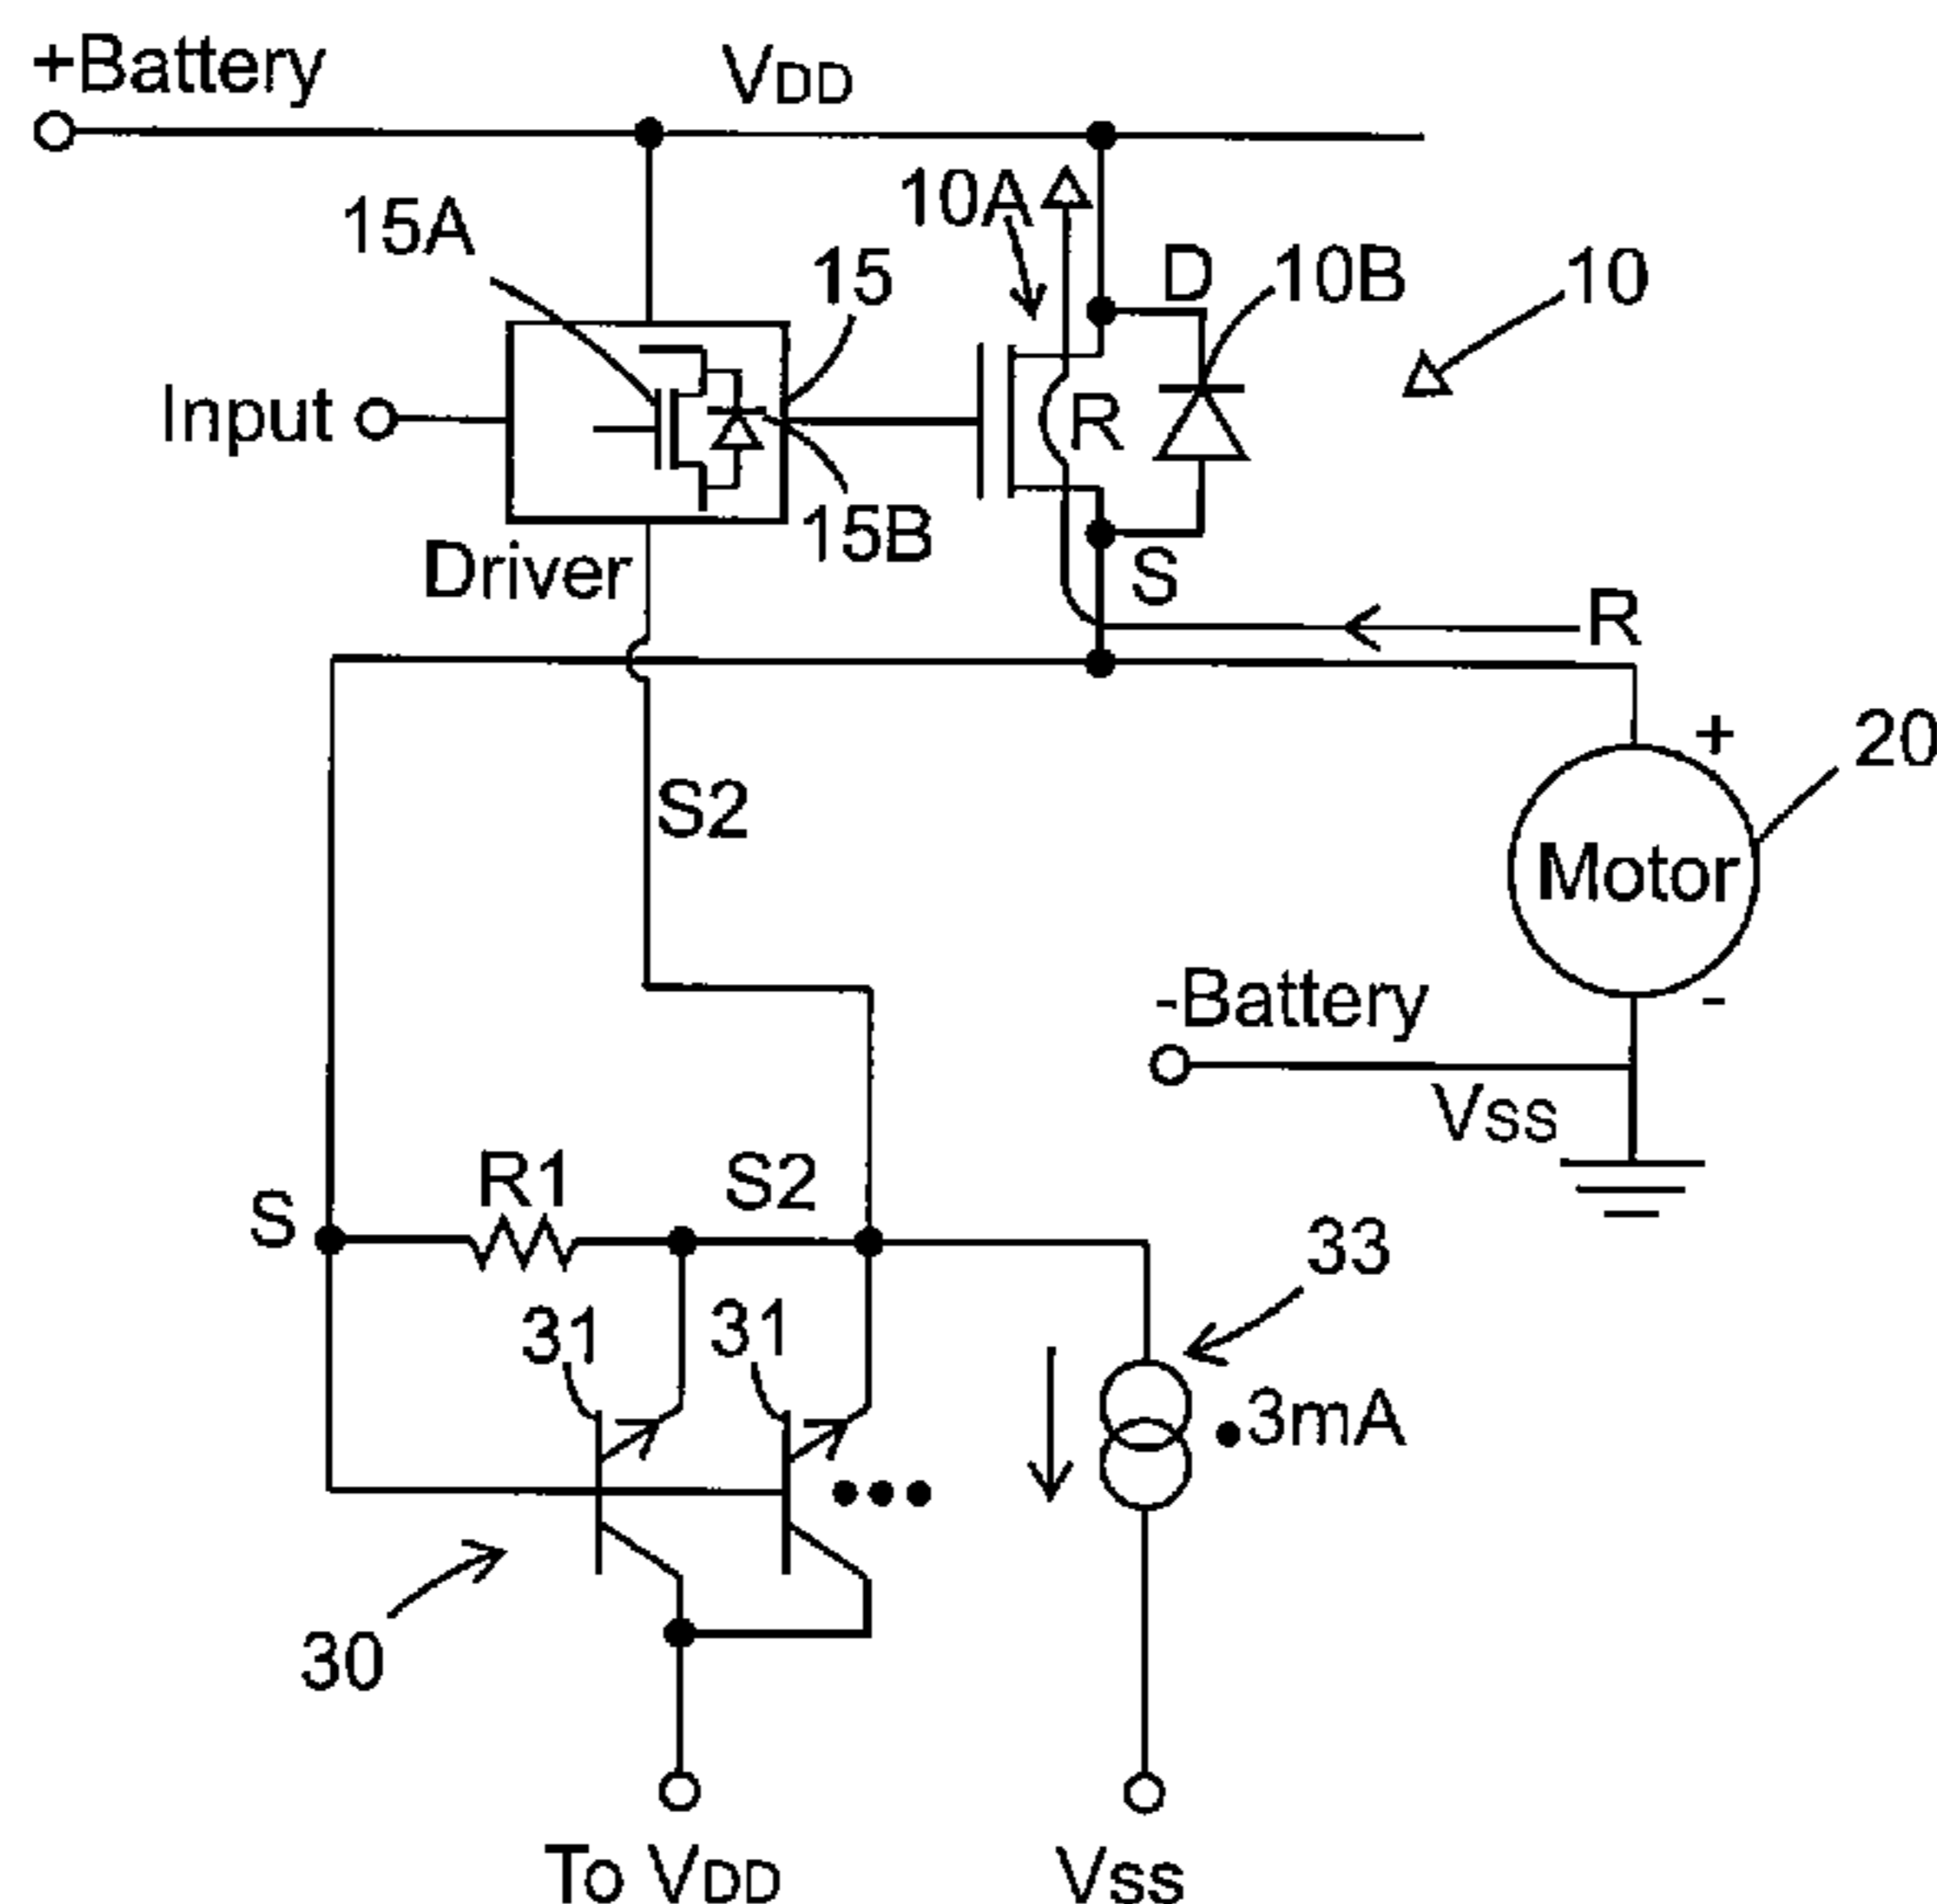 +Battery
VDD
15A
10A
15
D
10B
10
Input
R
15B
Driver
S
R
S2
+
20
Motor
-Battery
-
Vss
S
R1
S2
33
31
31
.3mA
30
To VDD
Vss